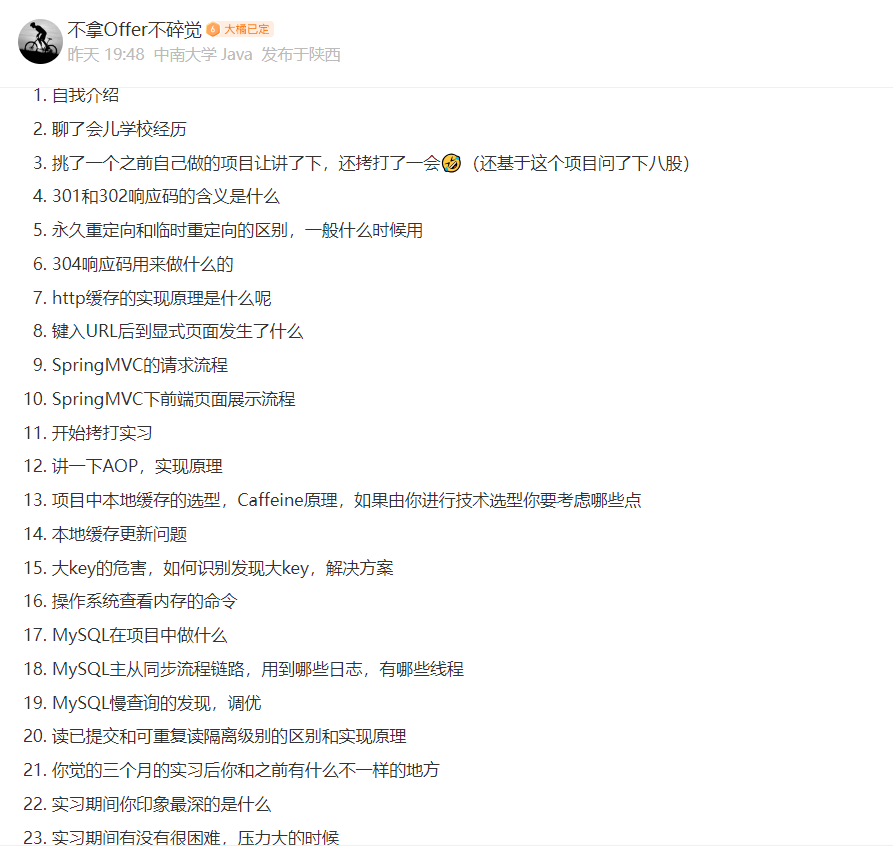 不拿Offer不碎觉 6 大橘已定
昨天 19:48 中南大学 Java 发布于陕西
1. 自我介绍
2. 聊了会儿学校经历
3. 挑了一个之前自己做的项目让讲了下，还拷打了一会🤣（还基于这个项目问了下八股）
4. 301和302响应码的含义是什么
5. 永久重定向和临时重定向的区别，一般什么时候用
6. 304响应码用来做什么的
7. http缓存的实现原理是什么呢
8. 键入URL后到显式页面发生了什么
9. SpringMVC的请求流程
10. SpringMVC下前端页面展示流程
11. 开始拷打实习
12. 讲一下AOP，实现原理
13. 项目中本地缓存的选型，Caffeine原理，如果由你进行技术选型你要考虑哪些点
14. 本地缓存更新问题
15. 大key的危害，如何识别发现大key，解决方案
16. 操作系统查看内存的命令
17. MySQL在项目中做什么
18. MySQL主从同步流程链路，用到哪些日志，有哪些线程
19. MySQL慢查询的发现，调优
20. 读已提交和可重复读隔离级别的区别和实现原理
21. 你觉的三个月的实习后你和之前有什么不一样的地方
22. 实习期间你印象最深的是什么
23. 实习期间有没有很困难，压力大的时候